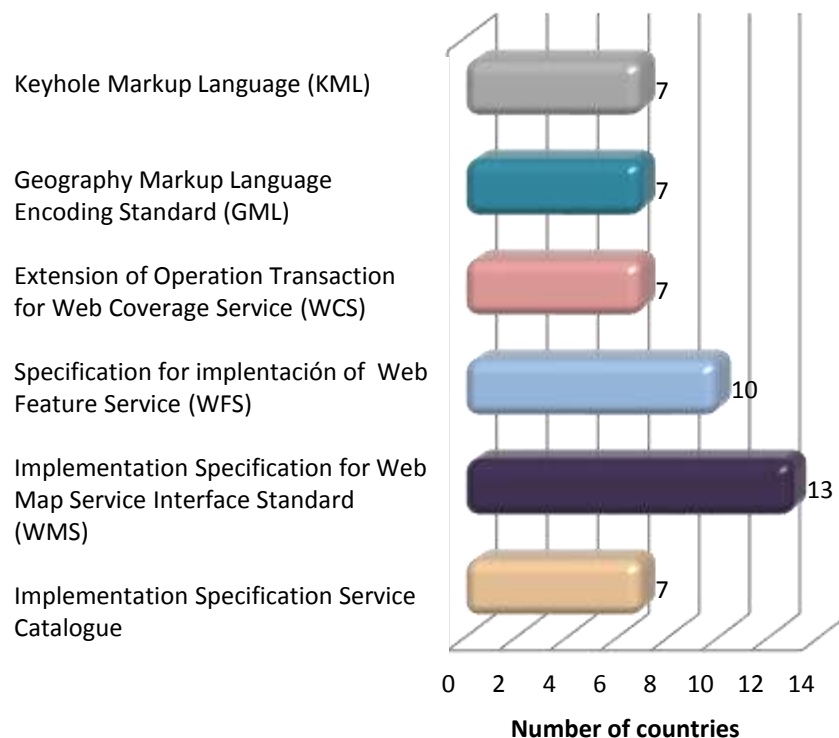 Keyhole Markup Language (KML)
7
Geography Markup Language
Encoding Standard (GML)
7
Extension of Operation Transaction
for Web Coverage Service (WCS)
7
Specification for implentación of Web
Feature Service (WFS)
10
Implementation Specification for Web
Map Service Interface Standard
(WMS)
13
Implementation Specification Service
Catalogue
7
0 2 4 6 8 10 12 14
Number of countries